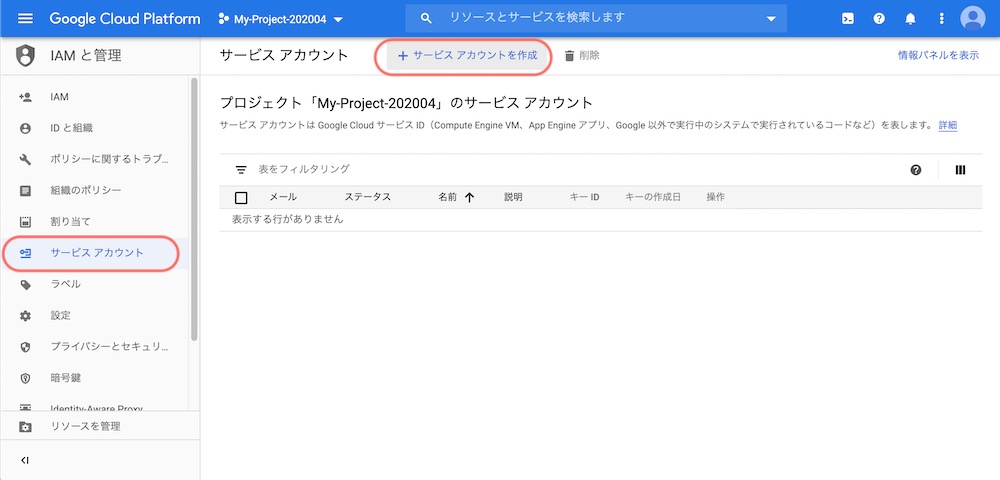 Google Cloud Platform My-Project-202004 リソースとサービスを検索します
IAM と管理
サービス アカウント + サービス アカウントを作成 削除 情報パネルを表示
IAM
ID と組織
ポリシーに関するトラブ...
組織のポリシー
割り当て
サービス アカウント
ラベル
設定
プライバシーとセキュリ...
暗号鍵
Identity-Aware Proxy
リソースを管理
プロジェクト「My-Project-202004」のサービス アカウント
サービス アカウントは Google Cloud サービス ID（Compute Engine VM、App Engine アプリ、Google 以外で実行中のシステムで実行されているコードなど）を表します。 詳細
表をフィルタリング
メール ステータス 名前 説明 キー ID キーの作成日 操作
表示する行がありません